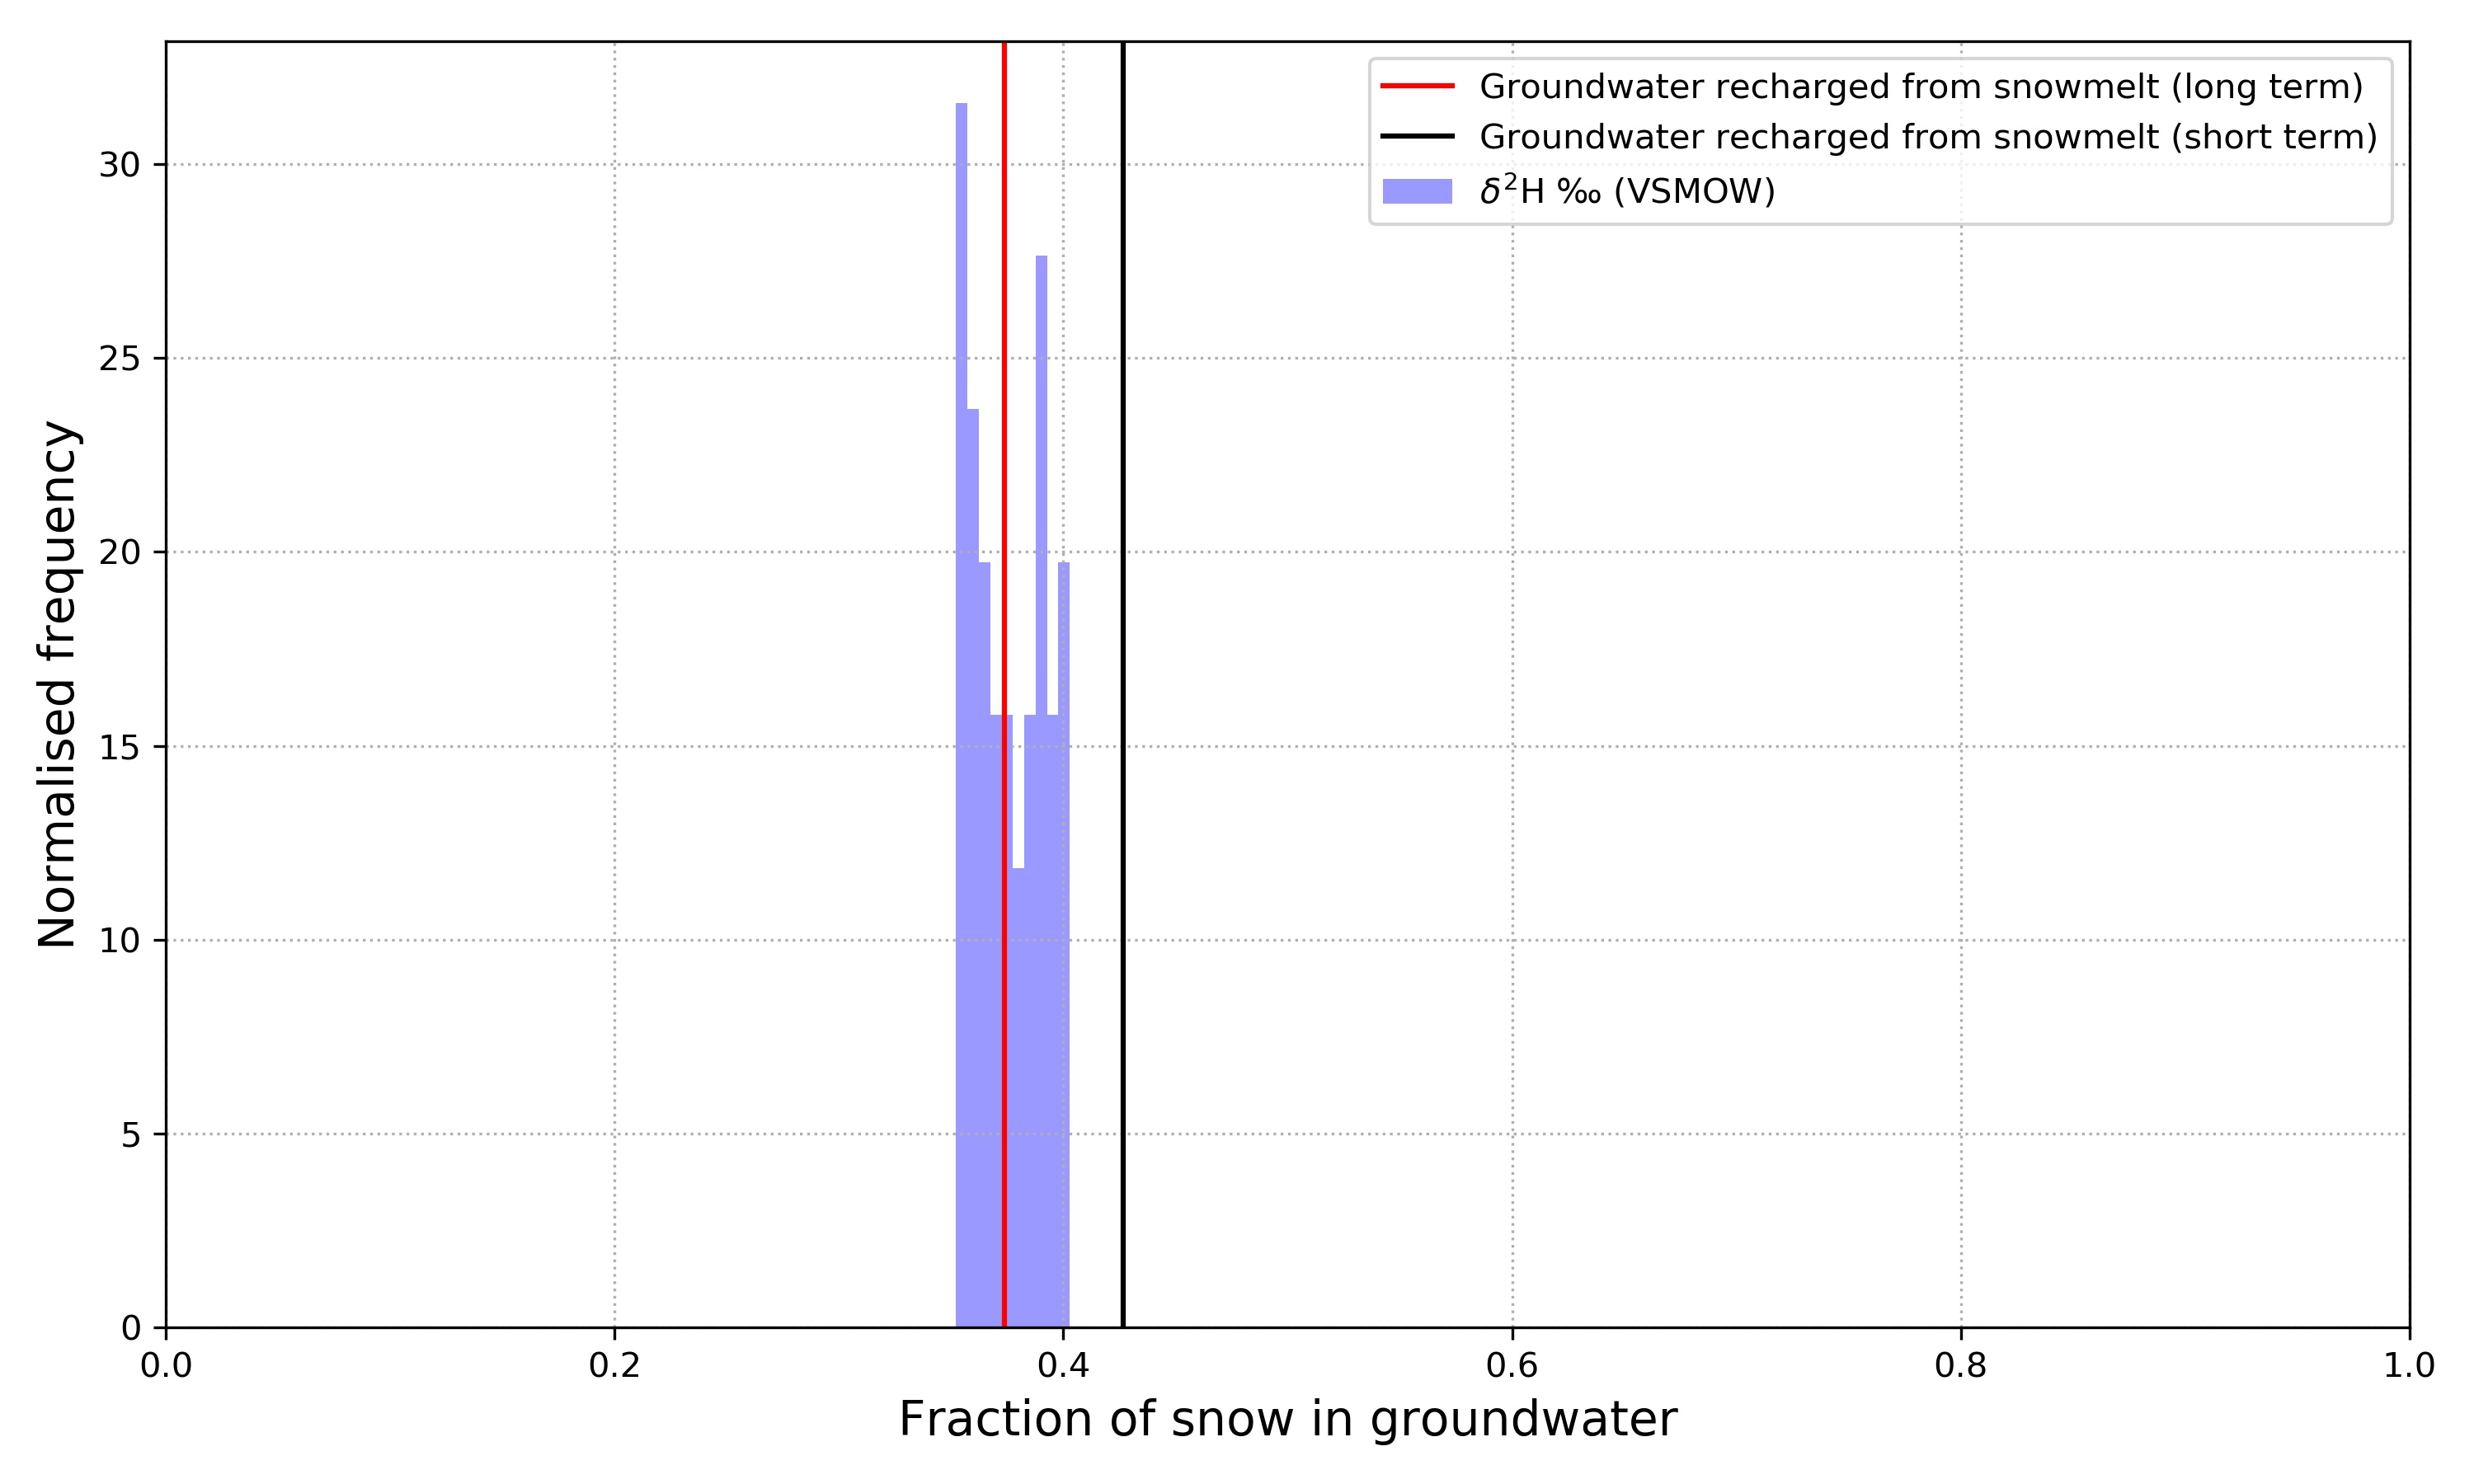 Groundwater recharged from snowmelt (long term)
Groundwater recharged from snowmelt (short term)
δ²H ‰ (VSMOW)
Normalised frequency
30
25
20
15
10
5
0
0.0 0.2 0.4 0.6 0.8 1.0
Fraction of snow in groundwater